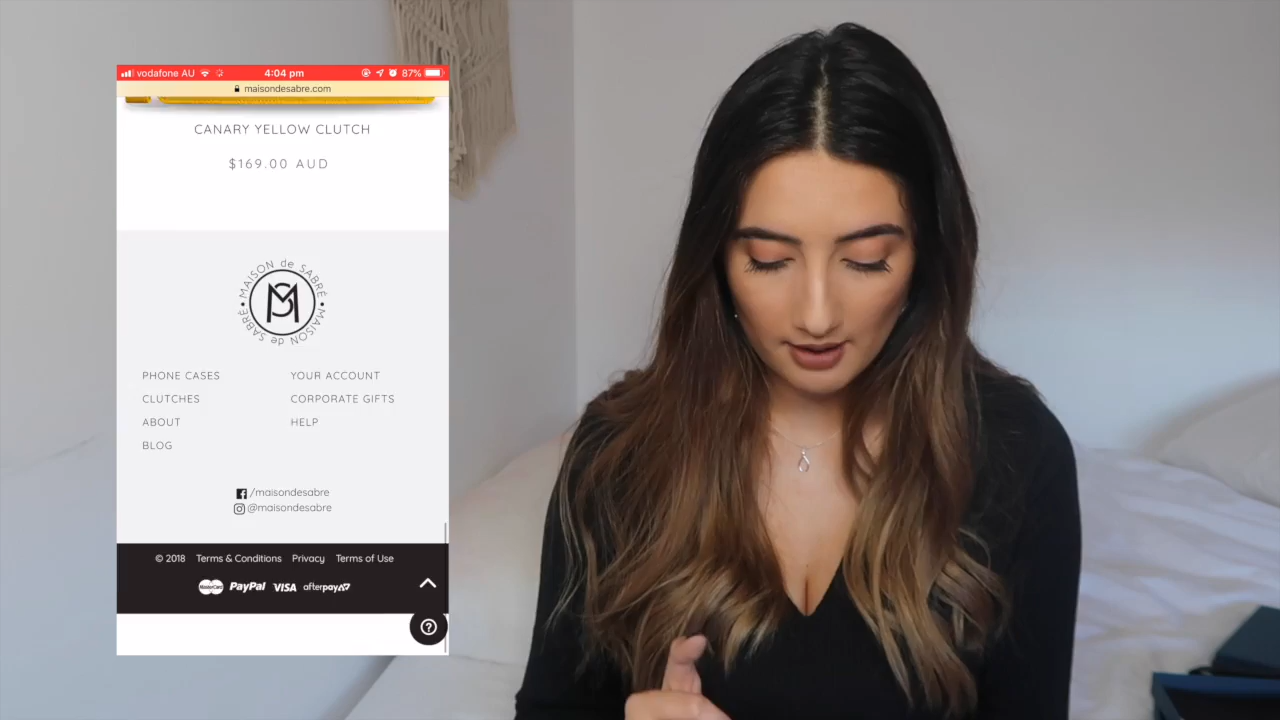 vodafone AU 4:04 pm 87%
maisondesabre.com
CANARY YELLOW CLUTCH
$169.00 AUD
MAISON de SABRÉ • MAISON de SABRÉ •
MS
PHONE CASES YOUR ACCOUNT
CLUTCHES CORPORATE GIFTS
ABOUT HELP
BLOG
/maisondesabre
@maisondesabre
© 2018 Terms & Conditions Privacy Terms of Use
MasterCard PayPal VISA afterpay
?